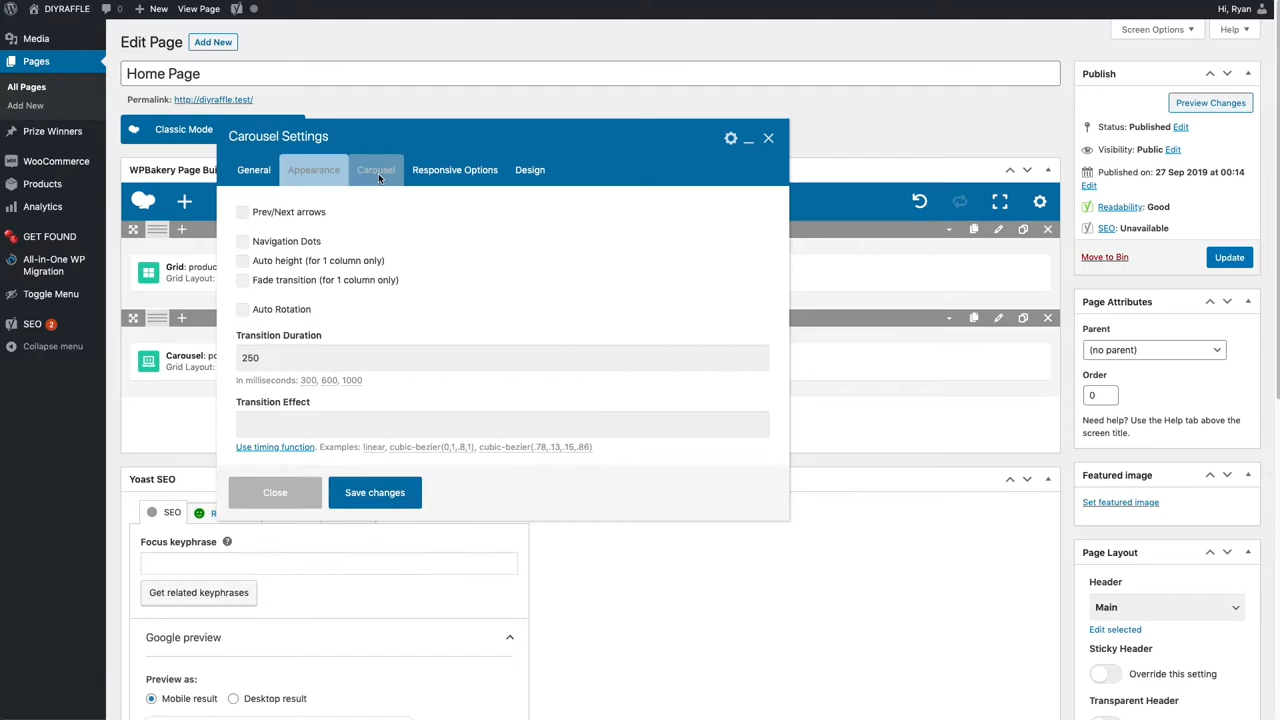 DIYRAFFLE
0
New
View Page
Hi, Ryan
Media
Pages
All Pages
Add New
Prize Winners
WooCommerce
Products
Analytics
GET FOUND
All-in-One WP
Migration
Toggle Menu
SEO 2
Collapse menu
Screen Options
Help
Edit Page
Add New
Home Page
Permalink: http://diyraffle.test/
Classic Mode
WPBakery Page Bui
Grid: produc
Grid Layout:
Carousel: po
Grid Layout:
Carousel Settings
General
Appearance
Carousel
Responsive Options
Design
Prev/Next arrows
Navigation Dots
Auto height (for 1 column only)
Fade transition (for 1 column only)
Auto Rotation
Transition Duration
250
In milliseconds: 300, 600, 1000
Transition Effect
Use timing function. Examples: linear, cubic-bezier(0,1,.8,1), cubic-bezier(.78,.13,.15,.86)
Close
Save changes
Yoast SEO
SEO
R
Focus keyphrase
Get related keyphrases
Google preview
Preview as:
Mobile result
Desktop result
Publish
Preview Changes
Status: Published Edit
Visibility: Public Edit
Published on: 27 Sep 2019 at 00:14
Edit
Readability: Good
SEO: Unavailable
Move to Bin
Update
Page Attributes
Parent
(no parent)
Order
0
Need help? Use the Help tab above the
screen title.
Featured image
Set featured image
Page Layout
Header
Main
Edit selected
Sticky Header
Override this setting
Transparent Header